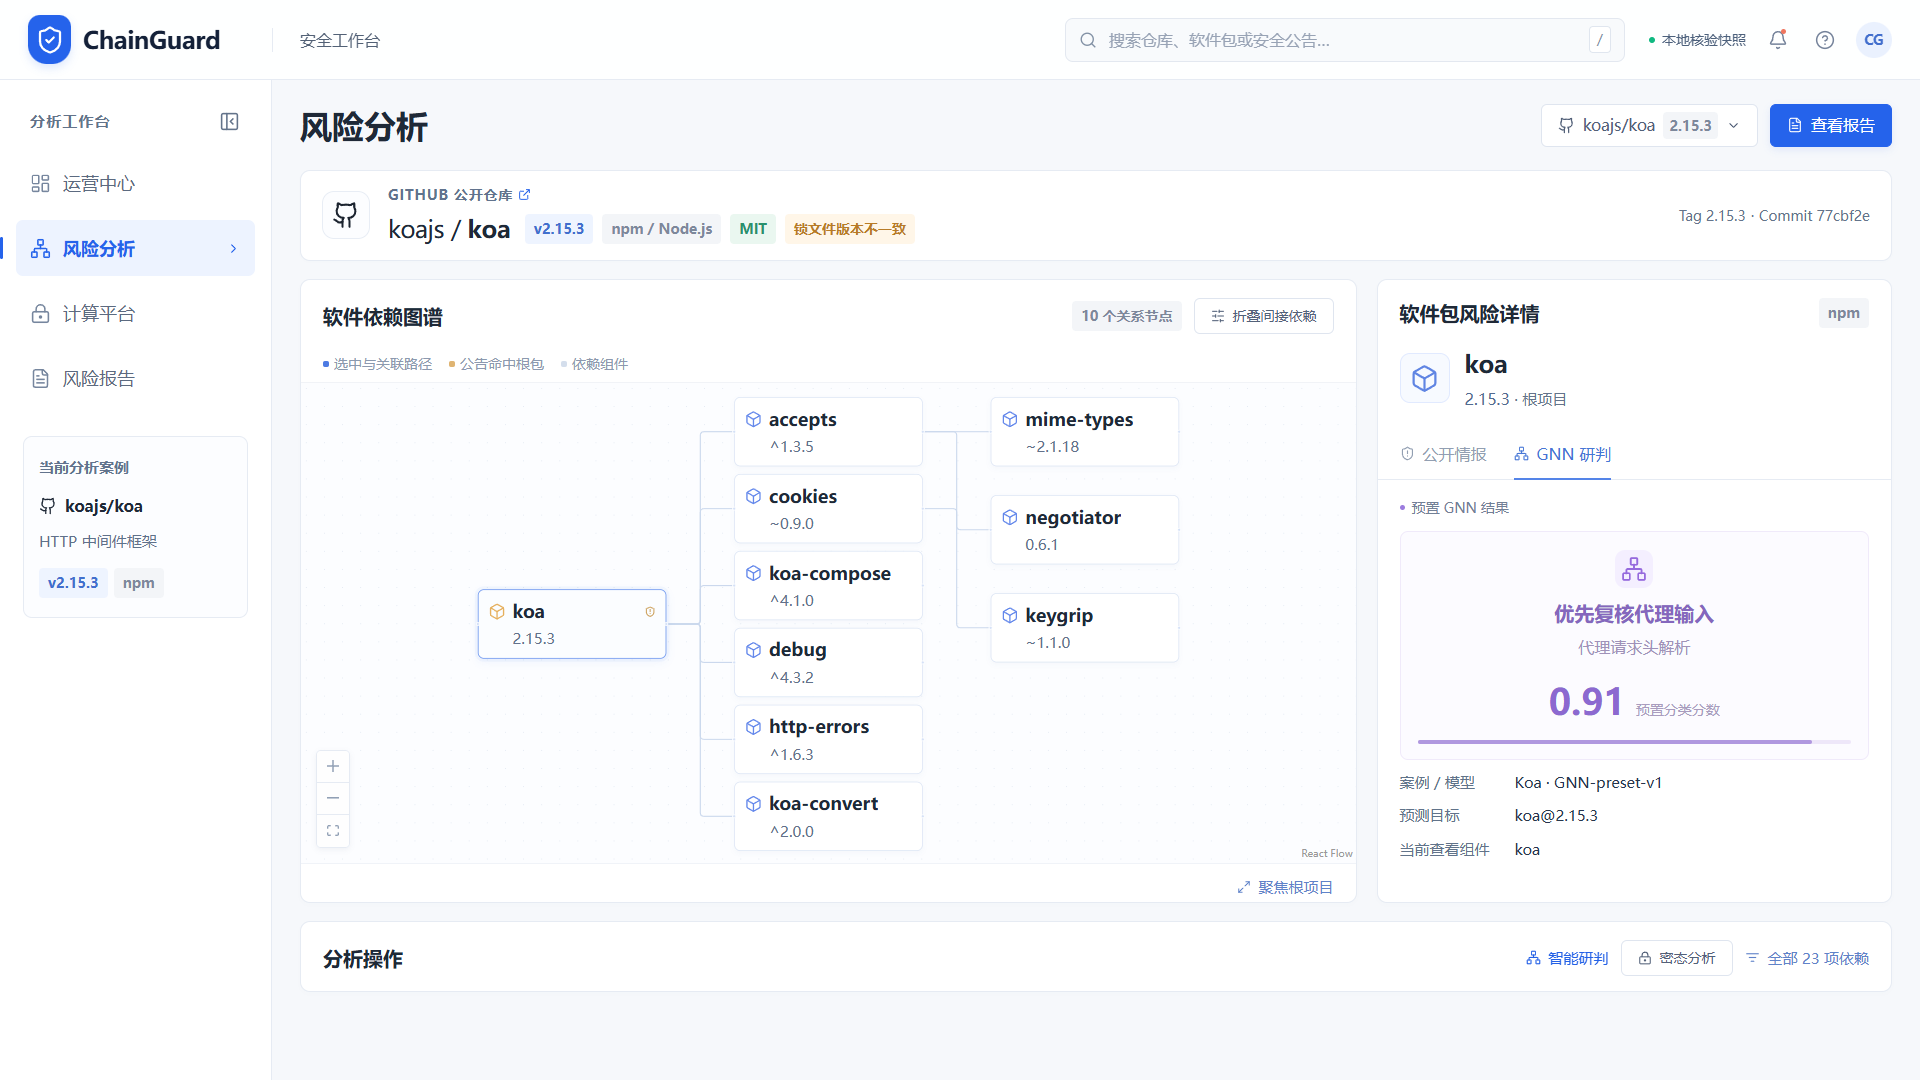 ChainGuard
安全工作台
搜索仓库、软件包或安全公告...
/
本地核验快照
CG
分析工作台
运营中心
风险分析
计算平台
风险报告
当前分析案例
koajs/koa
HTTP 中间件框架
v2.15.3 npm
风险分析
koajs/koa 2.15.3
查看报告
GITHUB 公开仓库
koajs / koa v2.15.3 npm / Node.js MIT 锁文件版本不一致
Tag 2.15.3 · Commit 77cbf2e
软件依赖图谱
10 个关系节点
折叠间接依赖
选中与关联路径 公告命中根包 依赖组件
koa
2.15.3
accepts
^1.3.5
cookies
~0.9.0
koa-compose
^4.1.0
debug
^4.3.2
http-errors
^1.6.3
koa-convert
^2.0.0
mime-types
~2.1.18
negotiator
0.6.1
keygrip
~1.1.0
React Flow
聚焦根项目
软件包风险详情
npm
koa
2.15.3 · 根项目
公开情报 GNN 研判
预置 GNN 结果
优先复核代理输入
代理请求头解析
0.91 预置分类分数
案例 / 模型 Koa · GNN-preset-v1
预测目标 koa@2.15.3
当前查看组件 koa
分析操作
智能研判
密态分析
全部 23 项依赖